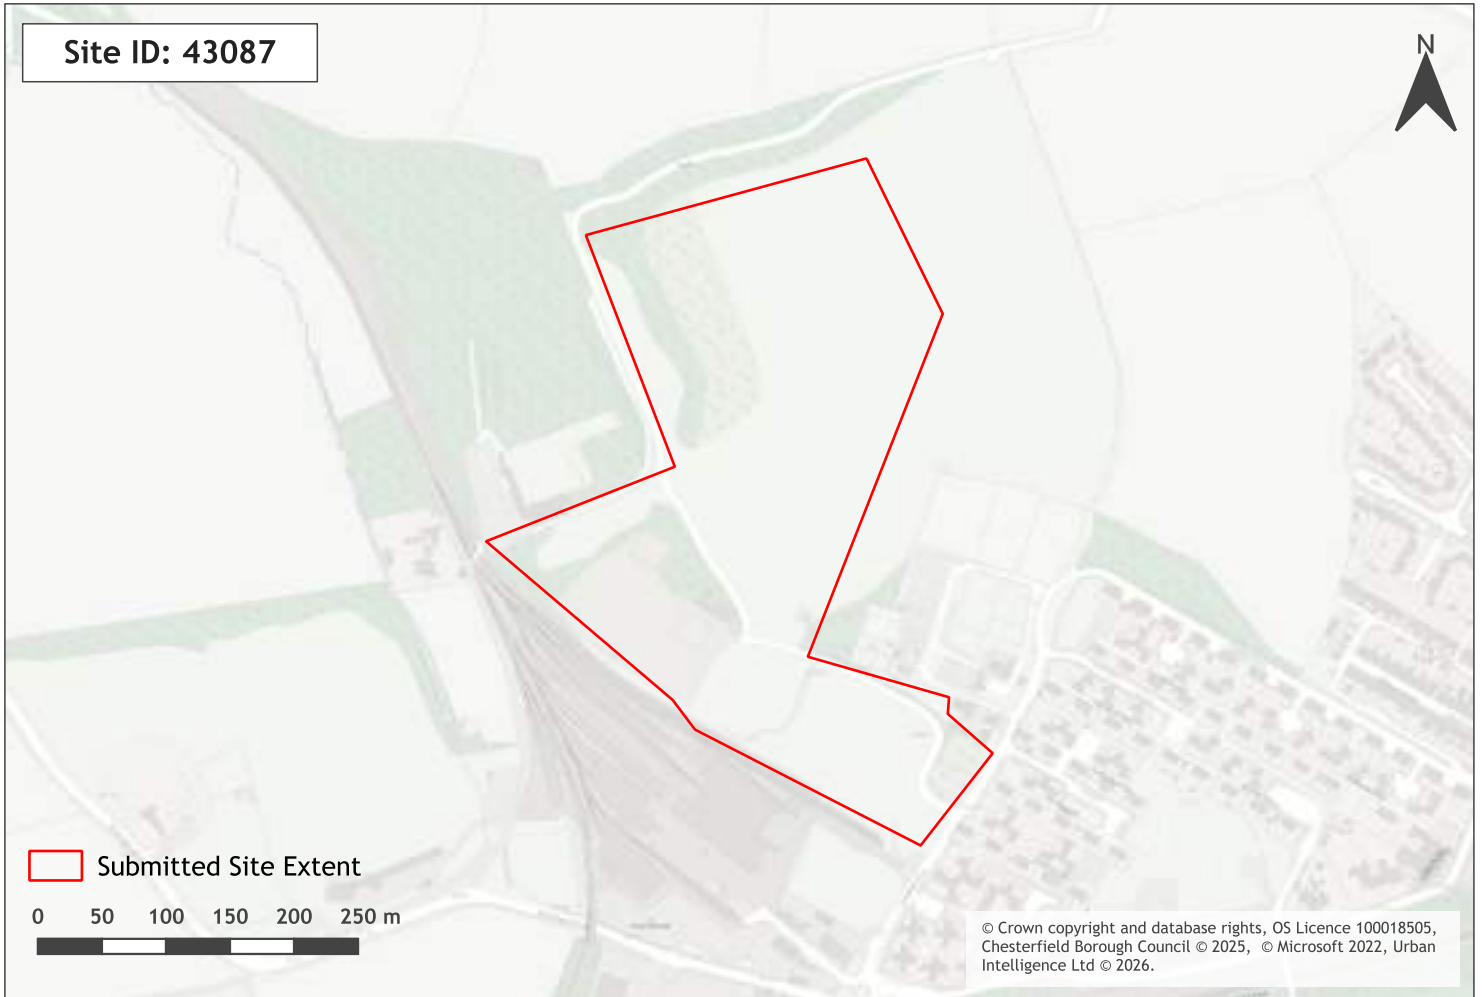 Site ID: 43087
N
Submitted Site Extent
0 50 100 150 200 250 m
© Crown copyright and database rights, OS Licence 100018505,
Chesterfield Borough Council © 2025, © Microsoft 2022, Urban
Intelligence Ltd © 2026.